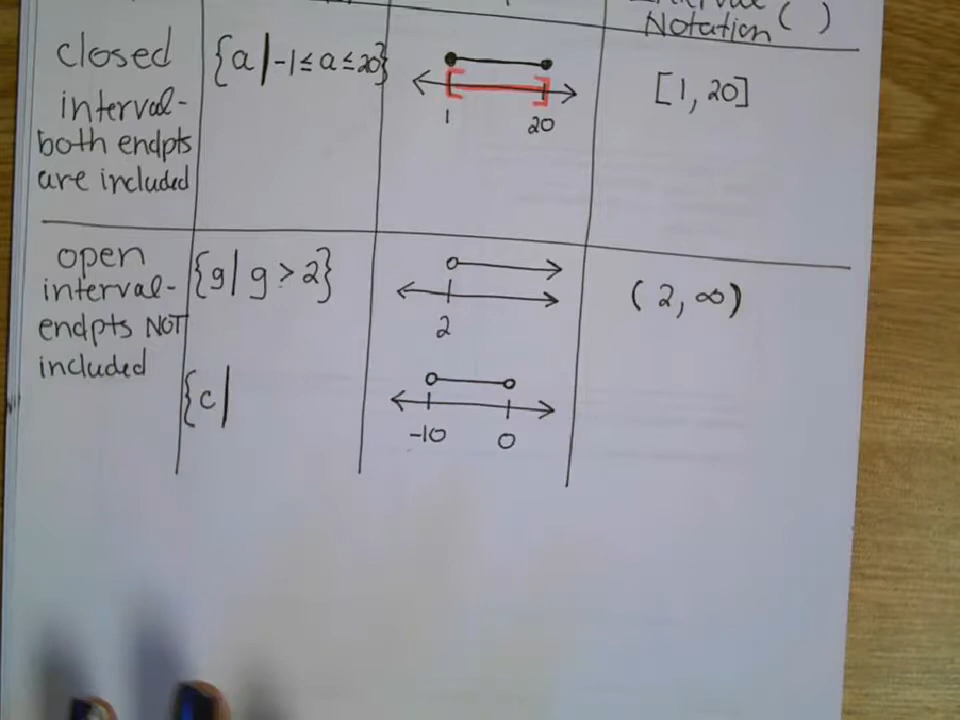 Notation ( )
closed
interval-
both endpts
are included
{a | -1 ≤ a ≤ 20}
1 20
[1, 20]
open
interval-
endpts NOT
included
{g | g > 2}
2
(2, ∞)
{c |
-10 0